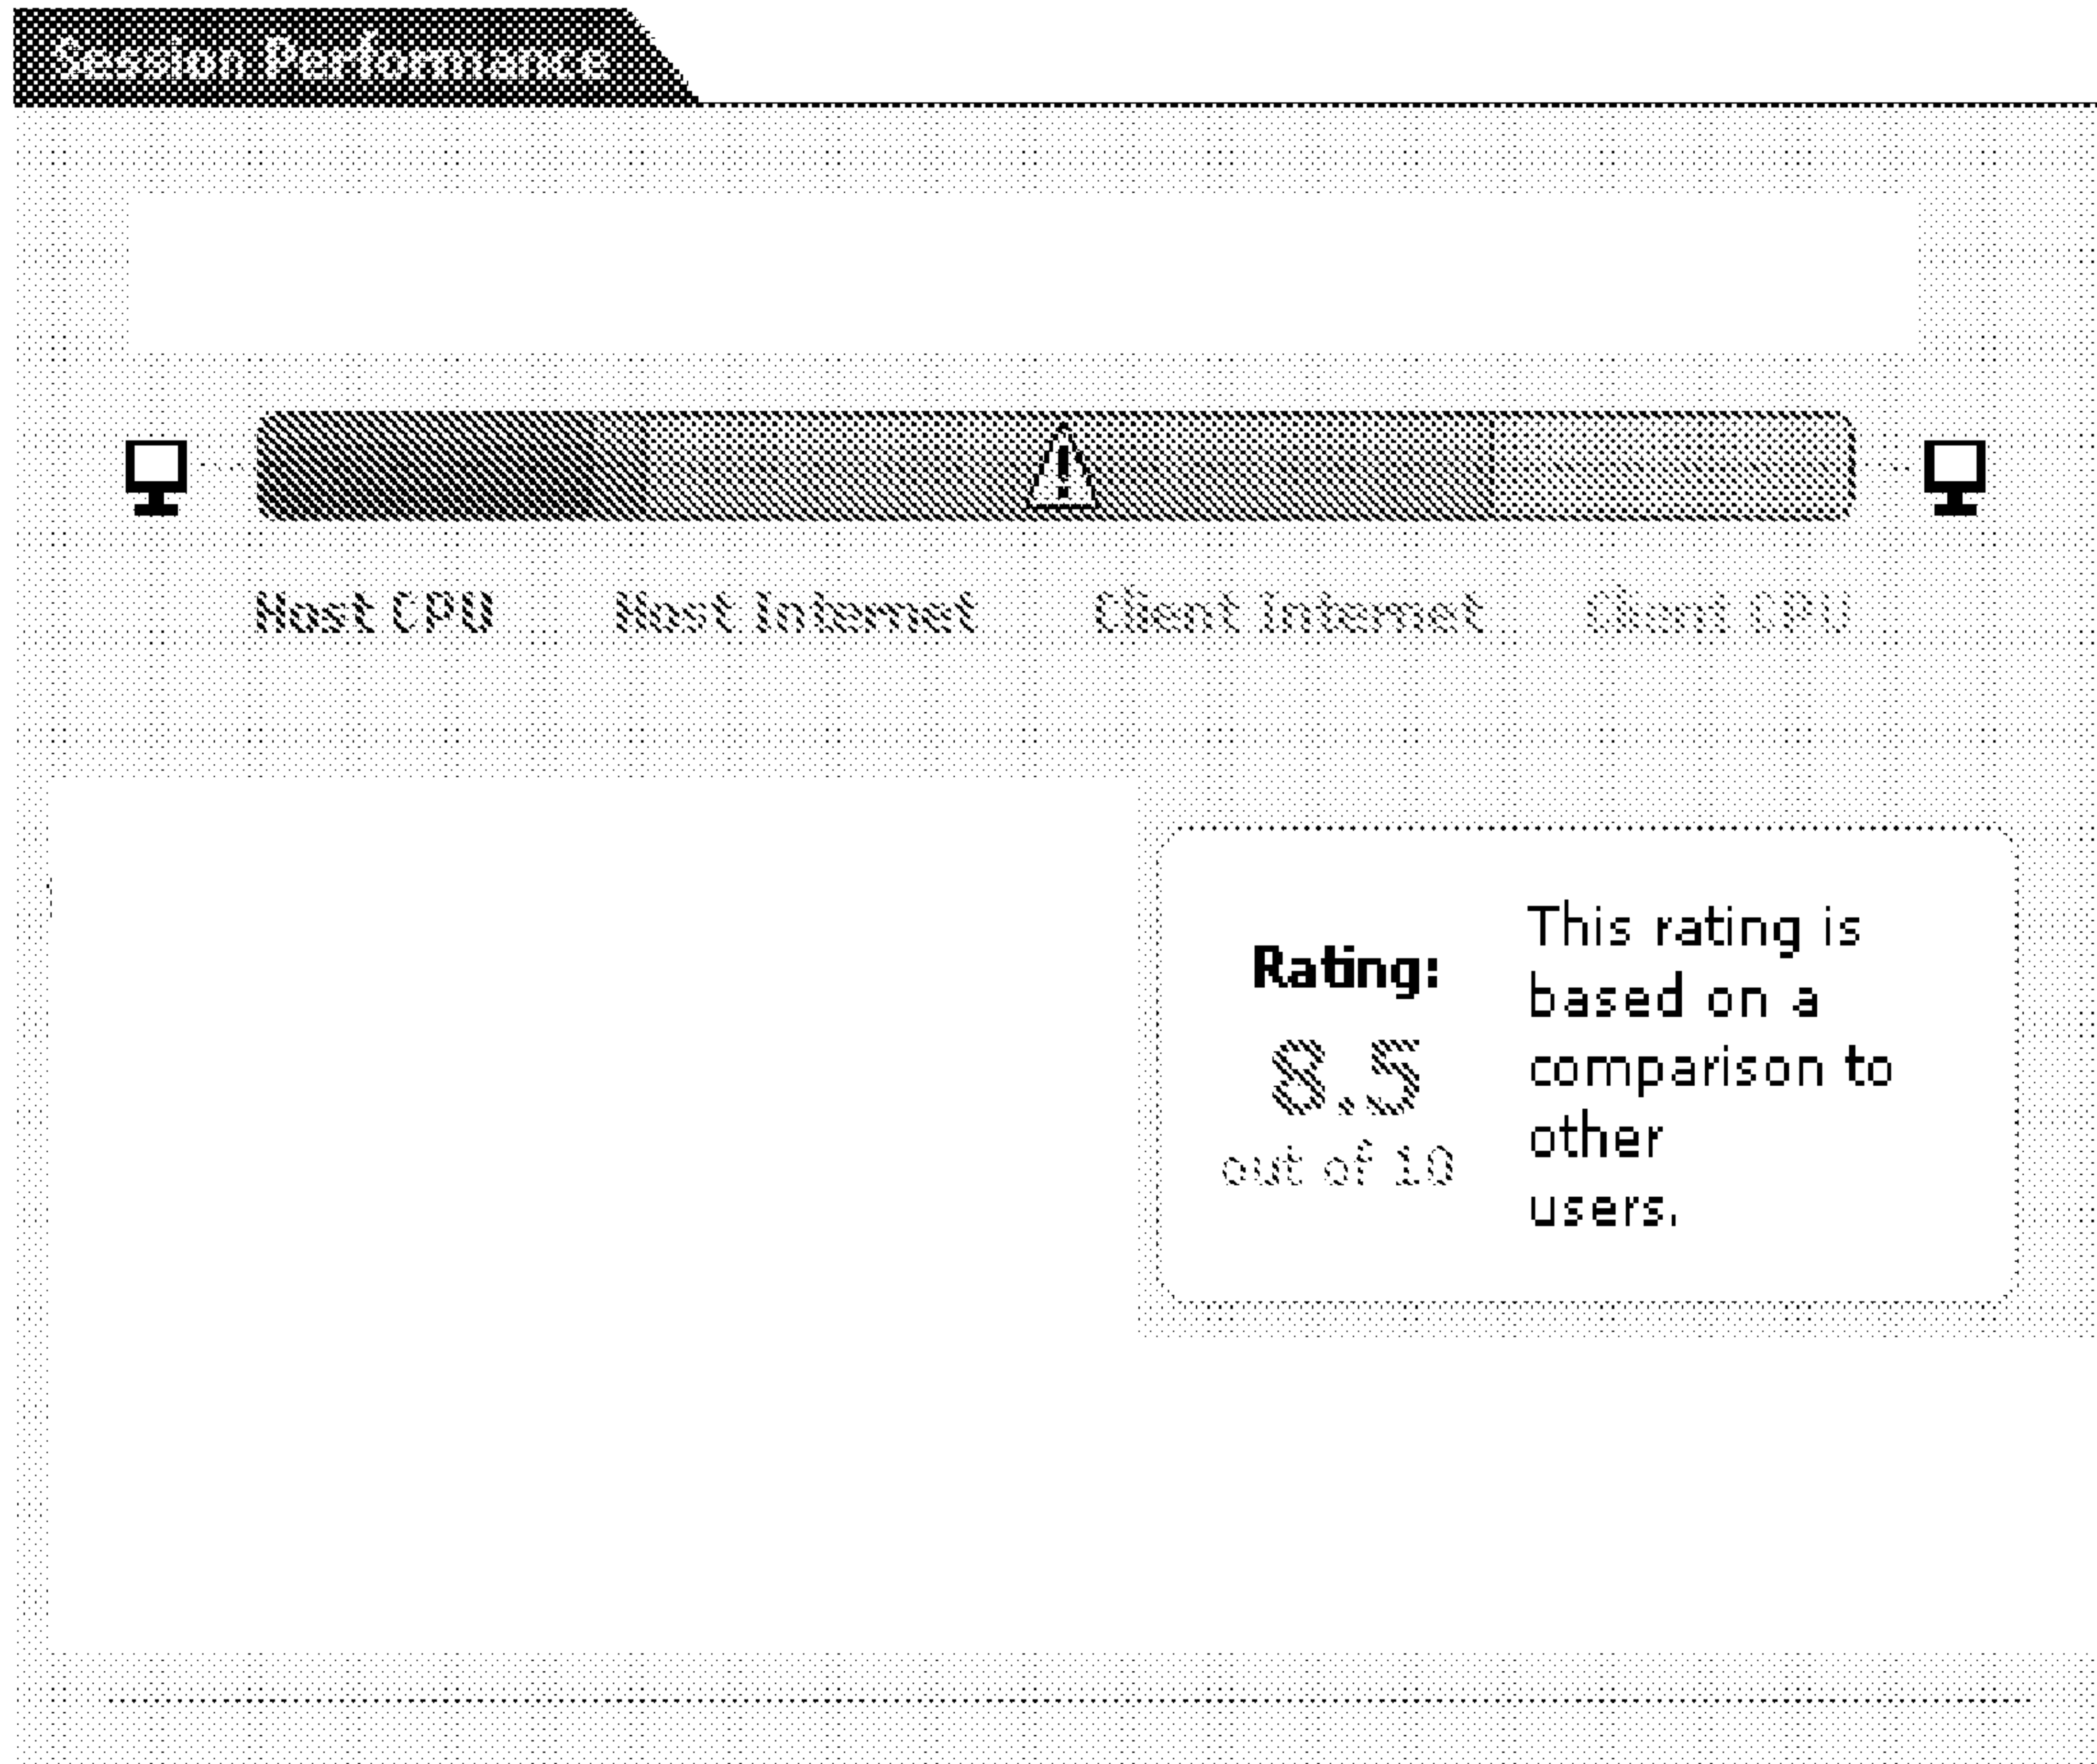 Session Performance
Host CPU Host Internet Client Internet Client CPU
Rating:
8.5
out of 10
This rating is
based on a
comparison to
other
users.